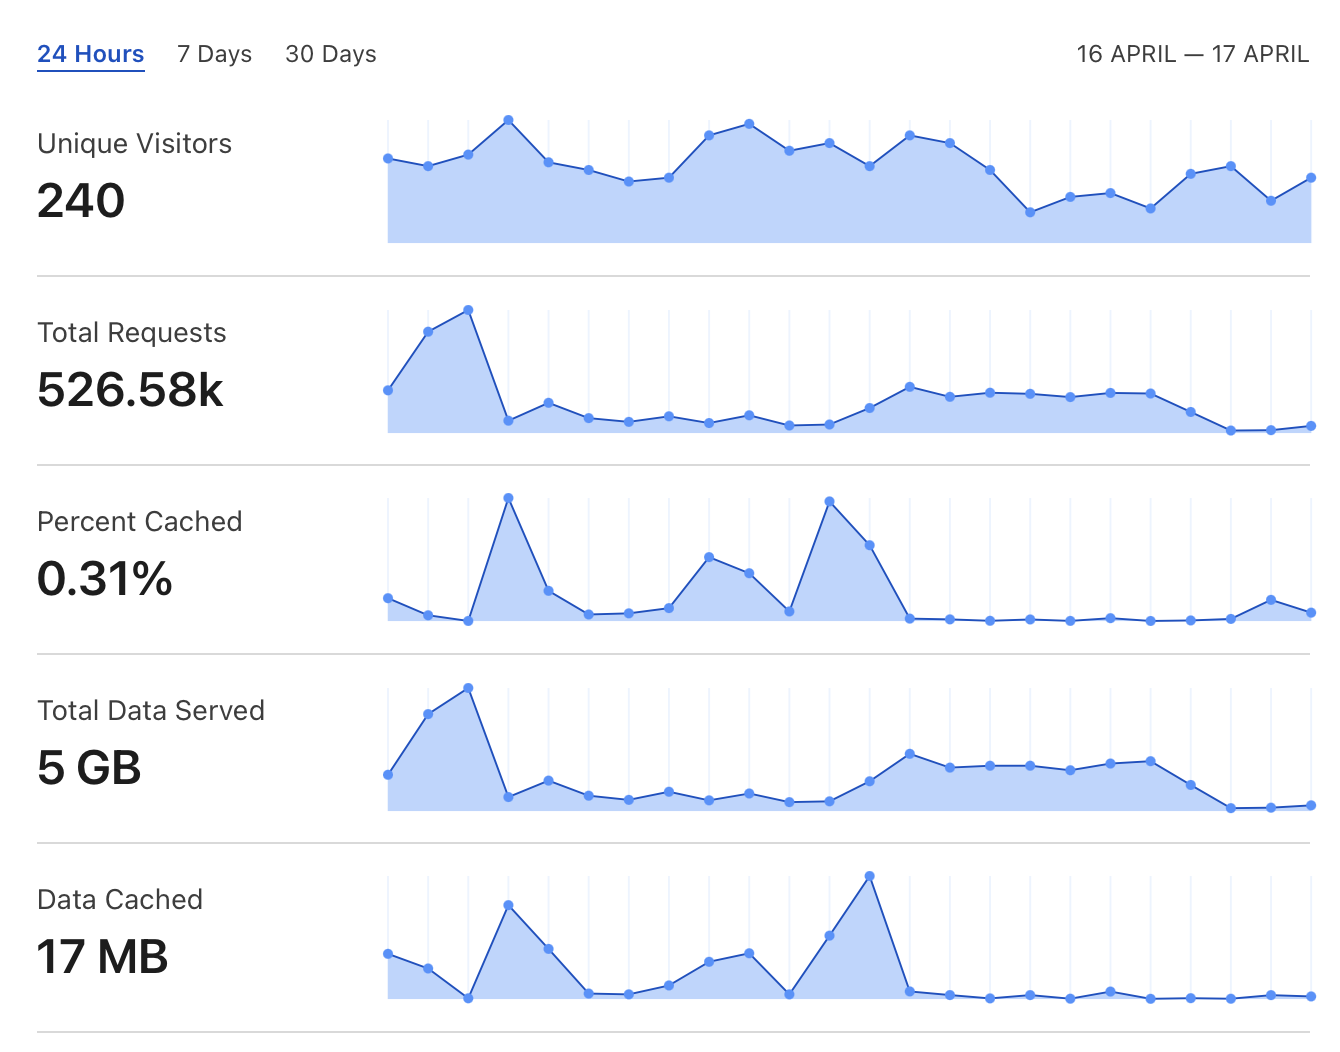 24 Hours 7 Days 30 Days 16 APRIL — 17 APRIL
Unique Visitors
240
Total Requests
526.58k
Percent Cached
0.31%
Total Data Served
5 GB
Data Cached
17 MB